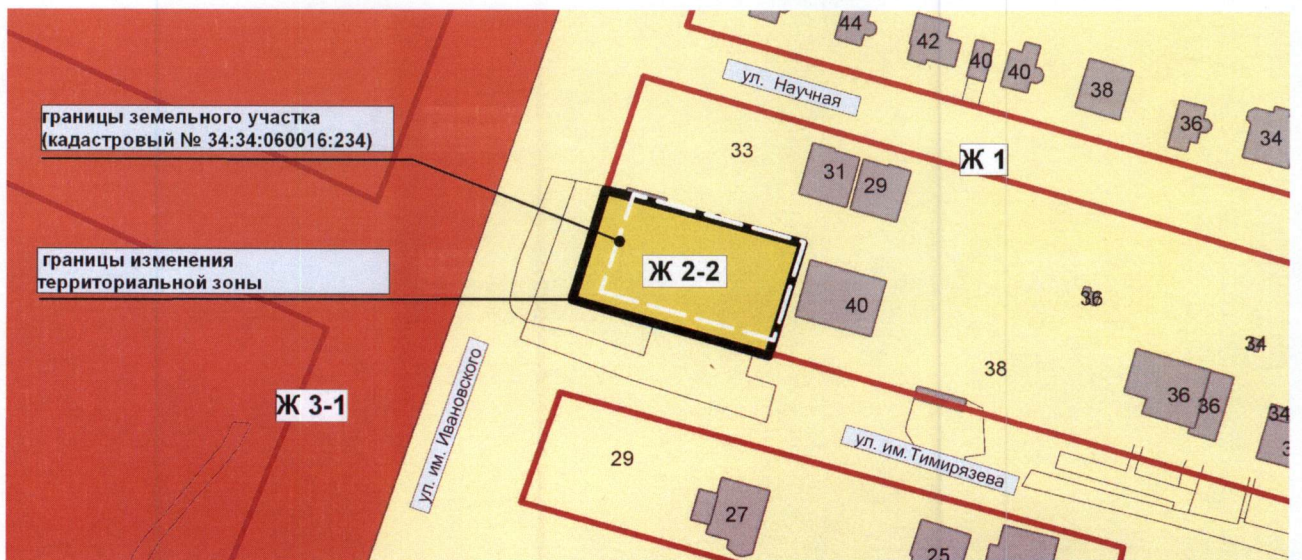 44
42
40
40
38
36
34
ул. Научная
границы земельного участка
(кадастровый № 34:34:060016:234)
33
31
29
Ж 1
границы изменения
территориальной зоны
Ж 2-2
40
36
34
38
36
36
34
Ж 3-1
ул. им. Ивановского
ул. им.Тимирязева
29
27
25